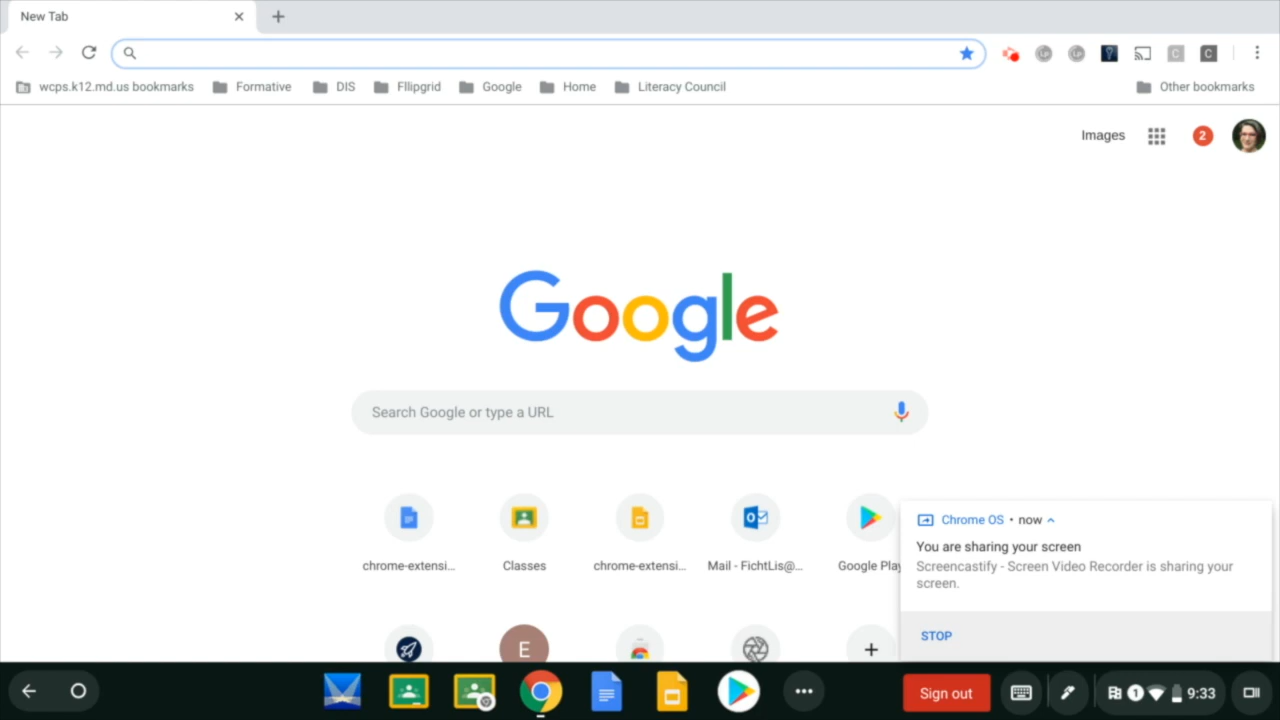 New Tab
wcps.k12.md.us bookmarks Formative DIS Fllipgrid Google Home Literacy Council Other bookmarks
Images 2
Google
Search Google or type a URL
chrome-extensi... Classes chrome-extensi... Mail - FichtLis@... Google Play
E
Chrome OS • now
You are sharing your screen
Screencastify - Screen Video Recorder is sharing your
screen.
STOP
Sign out 1 9:33